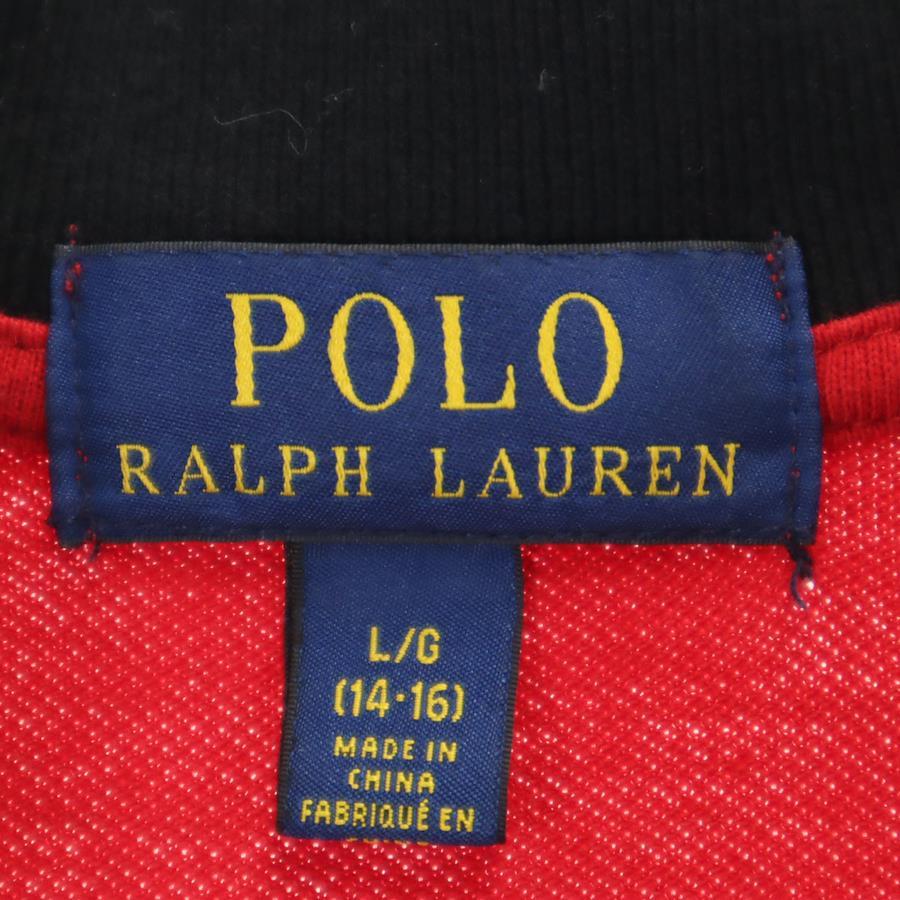 POLO
RALPH LAUREN
L/G
(14-16)
MADE IN
CHINA
FABRIQUÉ EN